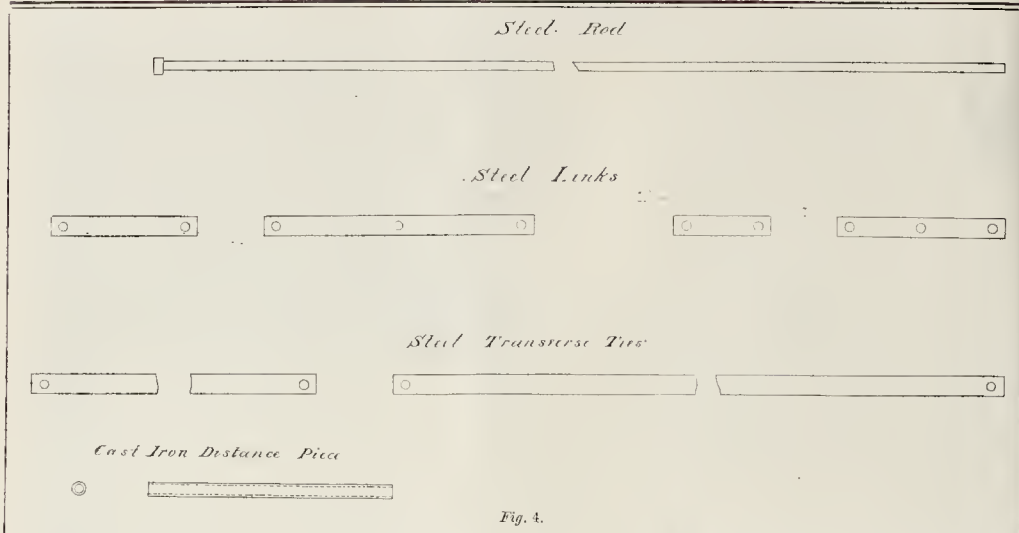 Steel Rod
Steel Links
Steel Transverse Ties
Cast Iron Distance Piece
Fig. 4.